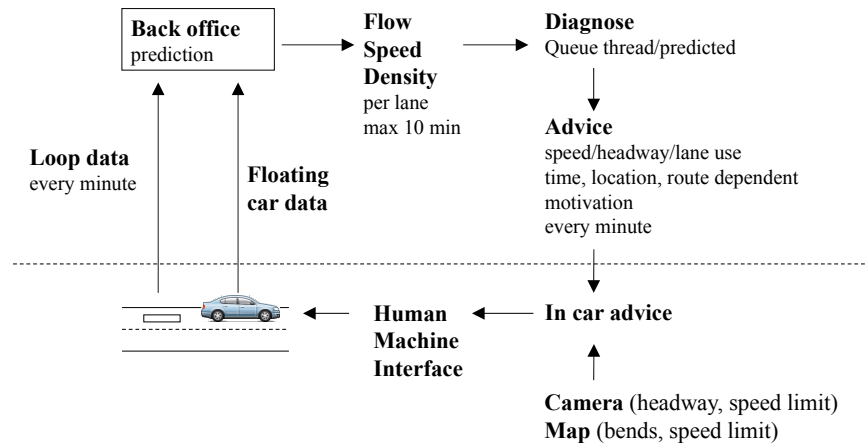 Back office
prediction
Flow
Speed
Density
per lane
max 10 min
Diagnose
Queue thread/predicted
Advice
speed/headway/lane use
time, location, route dependent
motivation
every minute
Loop data
every minute
Floating
car data
Human
Machine
Interface
In car advice
Camera (headway, speed limit)
Map (bends, speed limit)